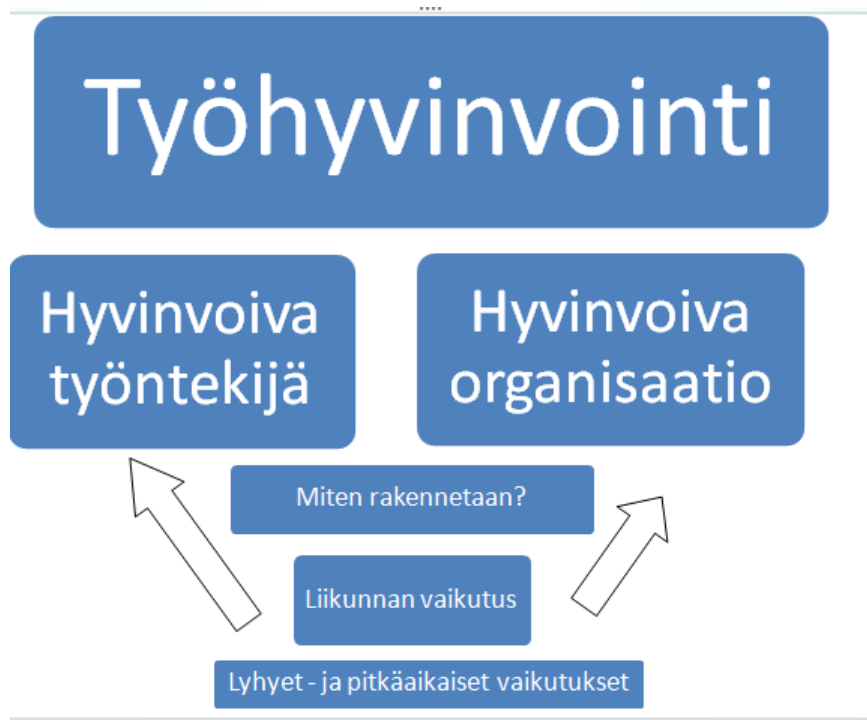 Työhyvinvointi
Hyvinvoiva
työntekijä
Hyvinvoiva
organisaatio
Miten rakennetaan?
Liikunnan vaikutus
Lyhyet - ja pitkäaikaiset vaikutukset